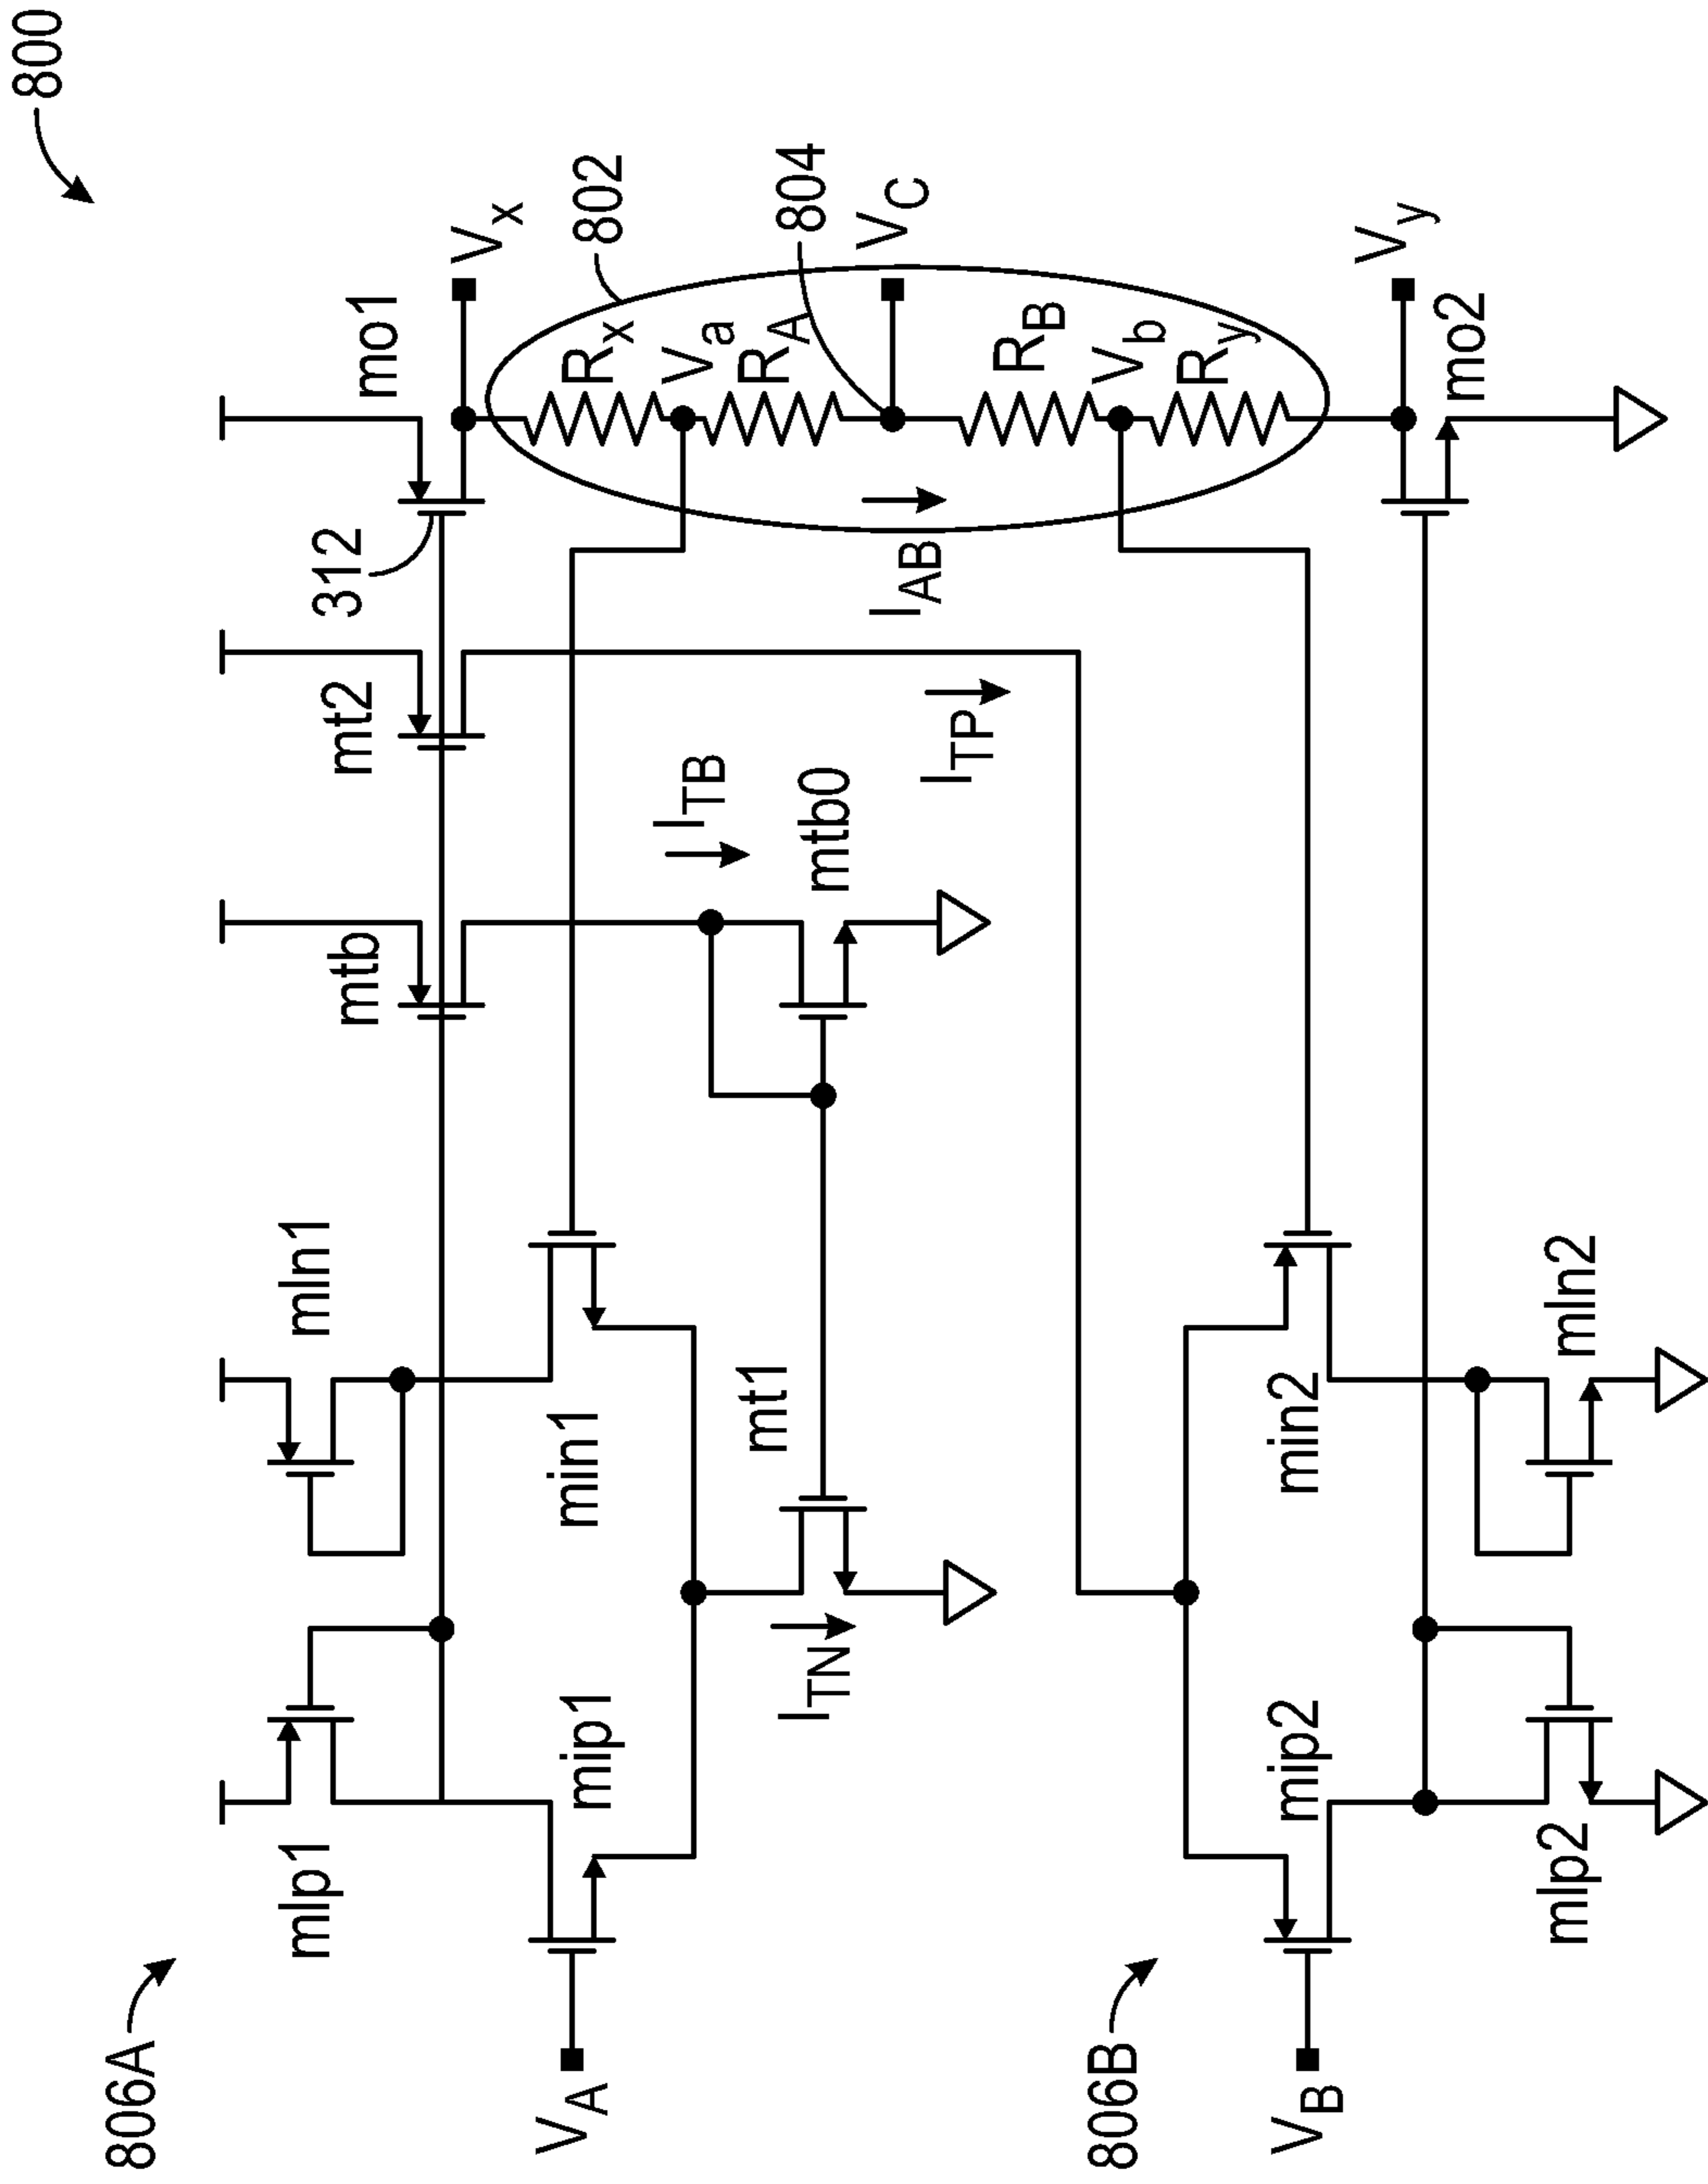 800
806A
mlp1
mln1
mtb
mt2
312
mo1
Vx
802
Rx
Va
RA
804
VC
VA
mip1
min1
ITB
mtb0
mt1
ITN
ITP
IAB
RB
Vb
Ry
Vy
806B
VB
mip2
min2
mlp2
mln2
mo2